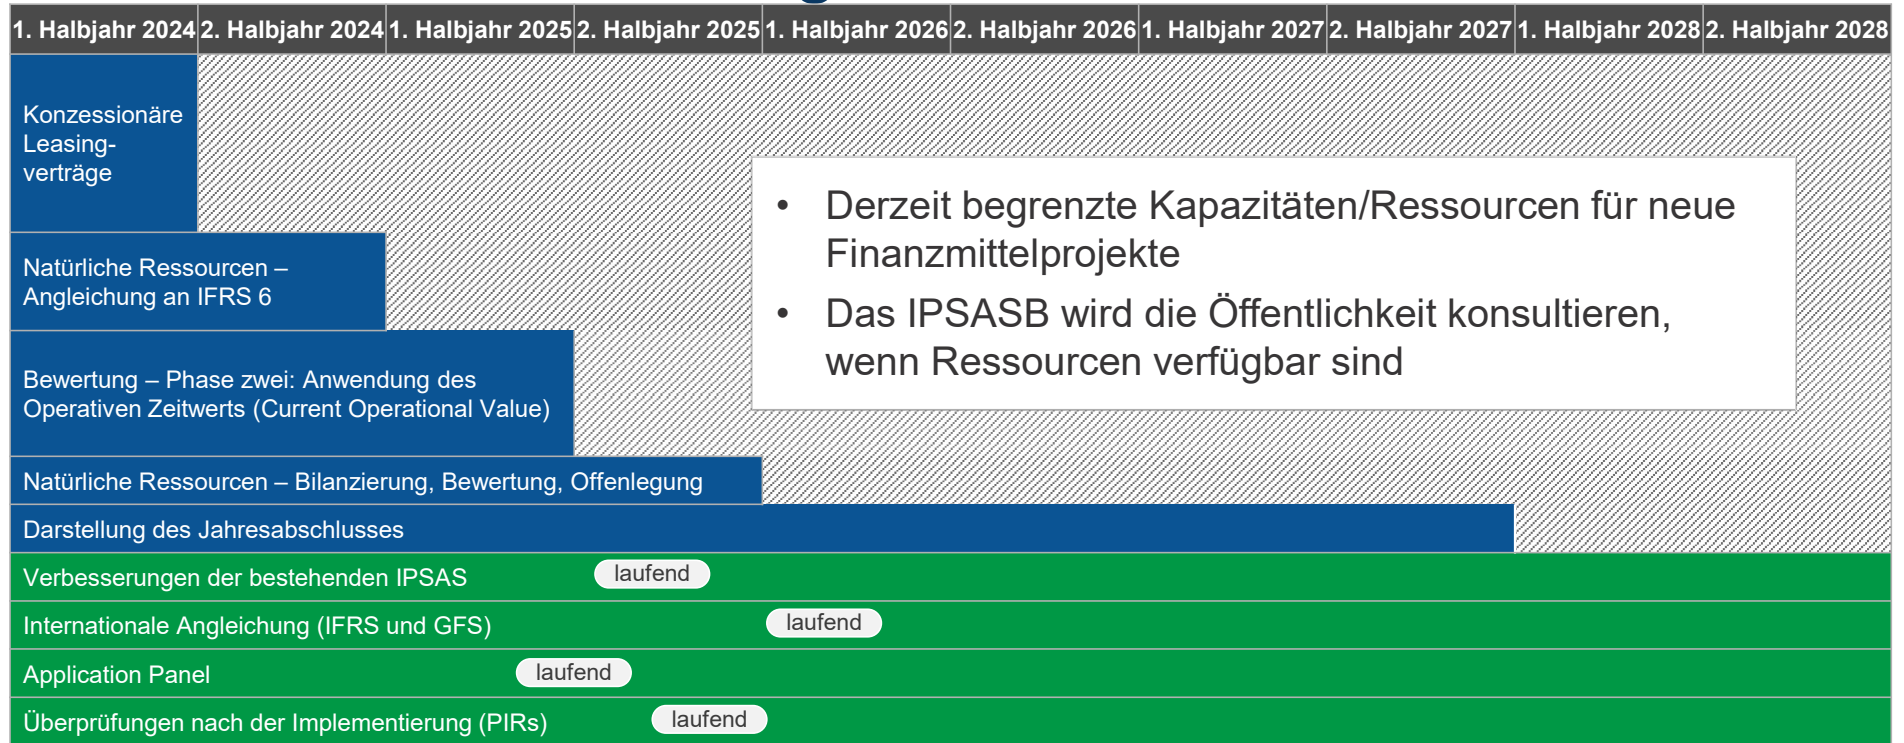 1. Halbjahr 2024 2. Halbjahr 2024 1. Halbjahr 2025 2. Halbjahr 2025 1. Halbjahr 2026 2. Halbjahr 2026 1. Halbjahr 2027 2. Halbjahr 2027 1. Halbjahr 2028 2. Halbjahr 2028
Konzessionäre
Leasing-
verträge
Natürliche Ressourcen –
Angleichung an IFRS 6
Bewertung – Phase zwei: Anwendung des
Operativen Zeitwerts (Current Operational Value)
Natürliche Ressourcen – Bilanzierung, Bewertung, Offenlegung
Darstellung des Jahresabschlusses
• Derzeit begrenzte Kapazitäten/Ressourcen für neue
Finanzmittelprojekte
• Das IPSASB wird die Öffentlichkeit konsultieren,
wenn Ressourcen verfügbar sind
Verbesserungen der bestehenden IPSAS laufend
Internationale Angleichung (IFRS und GFS) laufend
Application Panel laufend
Überprüfungen nach der Implementierung (PIRs) laufend